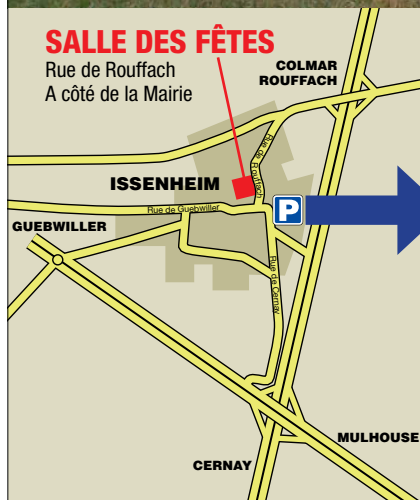 SALLE DES FÊTES
Rue de Rouffach
A côté de la Mairie
COLMAR
ROUFFACH
Rue de Rouffach
ISSENHEIM
Rue de Guebwiller
P
GUEBWILLER
Rue de Cernay
MULHOUSE
CERNAY